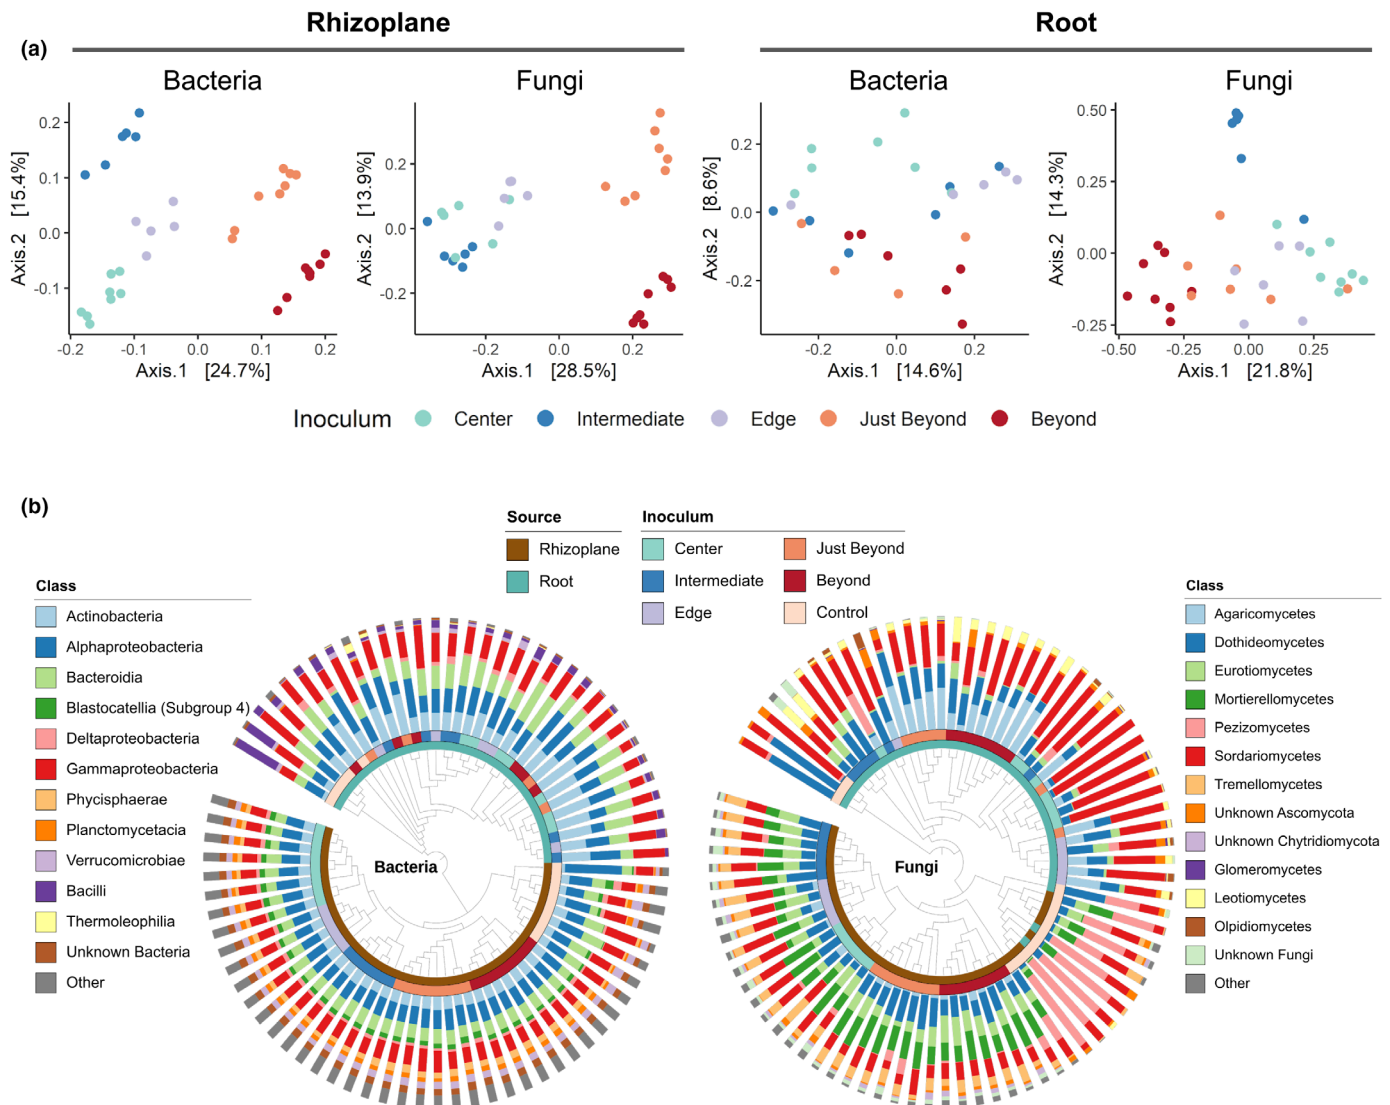 Rhizoplane
Root
(a)
Bacteria
Fungi
Bacteria
Fungi
Axis.2 [15.4%]
0.2
0.1
0.0
-0.1
-0.2
-0.1
0.0
0.1
0.2
Axis.1 [24.7%]
Axis.2 [13.9%]
0.2
0.0
-0.2
-0.2
0.0
0.2
Axis.1 [28.5%]
Axis.2 [8.6%]
0.2
0.0
-0.2
-0.2
0.0
0.2
Axis.1 [14.6%]
Axis.2 [14.3%]
0.50
0.25
0.00
-0.25
-0.50
-0.25
0.00
0.25
Axis.1 [21.8%]
Inoculum Center Intermediate Edge Just Beyond Beyond
(b)
Source
Rhizoplane
Root
Inoculum
Center
Intermediate
Edge
Just Beyond
Beyond
Control
Class
Actinobacteria
Alphaproteobacteria
Bacteroidia
Blastocatellia (Subgroup 4)
Deltaproteobacteria
Gammaproteobacteria
Phycisphaerae
Planctomycetacia
Verrucomicrobiae
Bacilli
Thermoleophilia
Unknown Bacteria
Other
Bacteria
Fungi
Class
Agaricomycetes
Dothideomycetes
Eurotiomycetes
Mortierellomycetes
Pezizomycetes
Sordariomycetes
Tremellomycetes
Unknown Ascomycota
Unknown Chytridiomycota
Glomeromycetes
Leotiomycetes
Olpidiomycetes
Unknown Fungi
Other